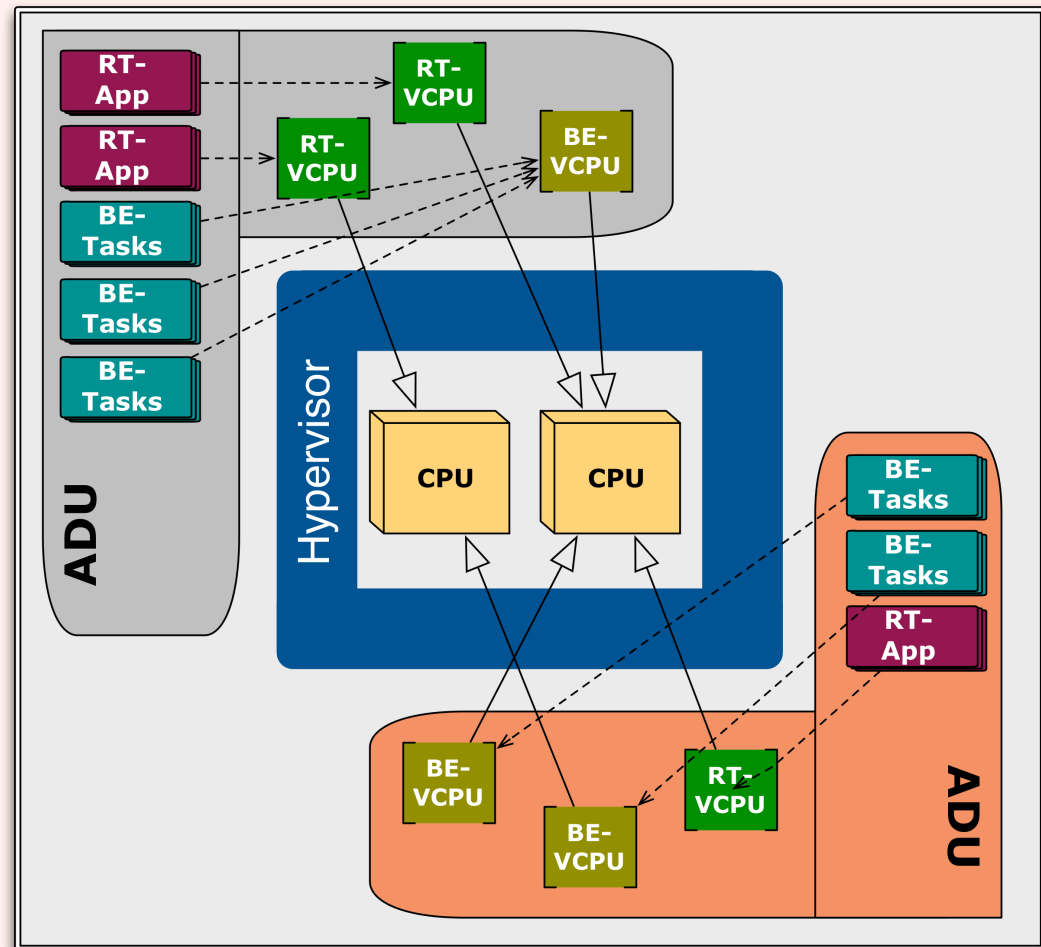 RT-
App
RT-
App
BE-
Tasks
BE-
Tasks
BE-
Tasks
ADU
RT-
VCPU
RT-
VCPU
BE-
VCPU
Hypervisor
CPU
CPU
BE-
Tasks
BE-
Tasks
RT-
App
ADU
BE-
VCPU
BE-
VCPU
RT-
VCPU